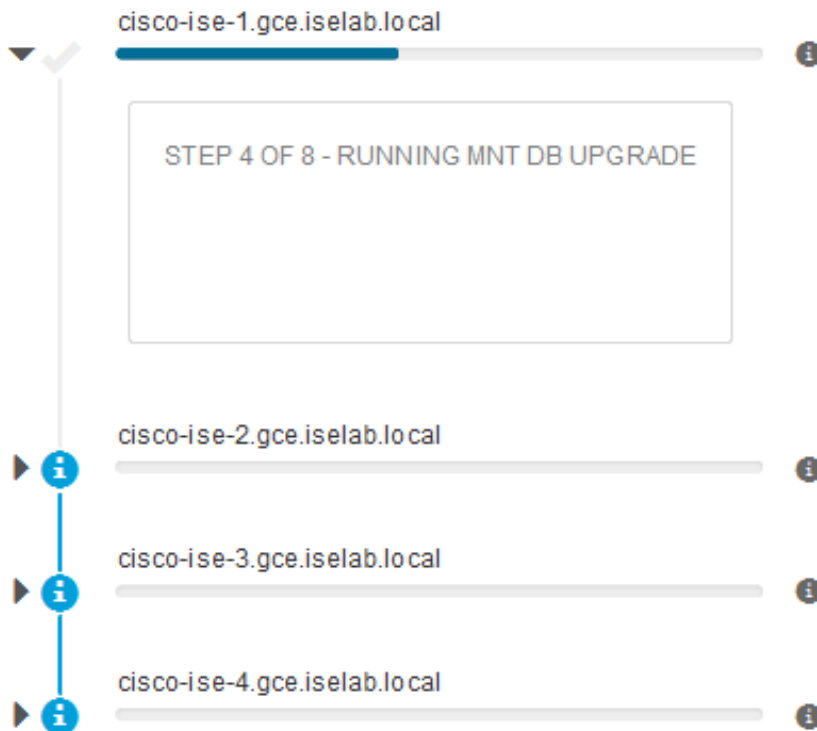 cisco-ise-1.gce.iselab.local
STEP 4 OF 8 - RUNNING MNT DB UPGRADE
cisco-ise-2.gce.iselab.local
cisco-ise-3.gce.iselab.local
cisco-ise-4.gce.iselab.local